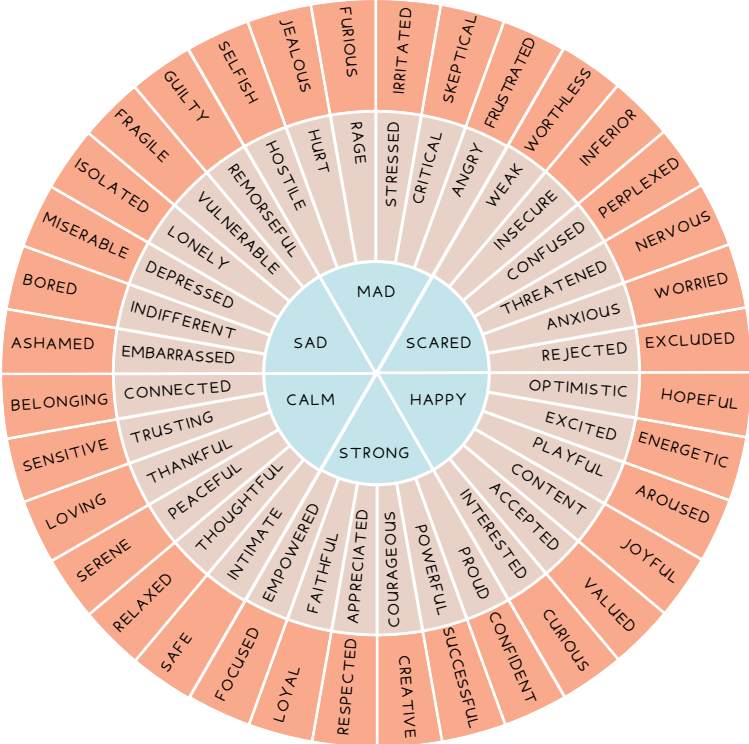 MAD
SCARED
HAPPY
STRONG
CALM
SAD
RAGE
STRESSED
CRITICAL
ANGRY
WEAK
INSECURE
CONFUSED
THREATENED
ANXIOUS
REJECTED
OPTIMISTIC
EXCITED
PLAYFUL
CONTENT
ACCEPTED
INTERESTED
PROUD
POWERFUL
COURAGEOUS
APPRECIATED
FAITHFUL
EMPOWERED
INTIMATE
THOUGHTFUL
PEACEFUL
THANKFUL
TRUSTING
CONNECTED
EMBARRASSED
INDIFFERENT
DEPRESSED
LONELY
VULNERABLE
REMORSEFUL
HOSTILE
HURT
FURIOUS
IRRITATED
SKEPTICAL
FRUSTRATED
WORTHLESS
INFERIOR
PERPLEXED
NERVOUS
WORRIED
EXCLUDED
HOPEFUL
ENERGETIC
AROUSED
JOYFUL
VALUED
CURIOUS
CONFIDENT
SUCCESSFUL
CREATIVE
RESPECTED
LOYAL
FOCUSED
SAFE
RELAXED
SERENE
LOVING
SENSITIVE
BELONGING
ASHAMED
BORED
MISERABLE
ISOLATED
FRAGILE
GUILTY
SELFISH
JEALOUS